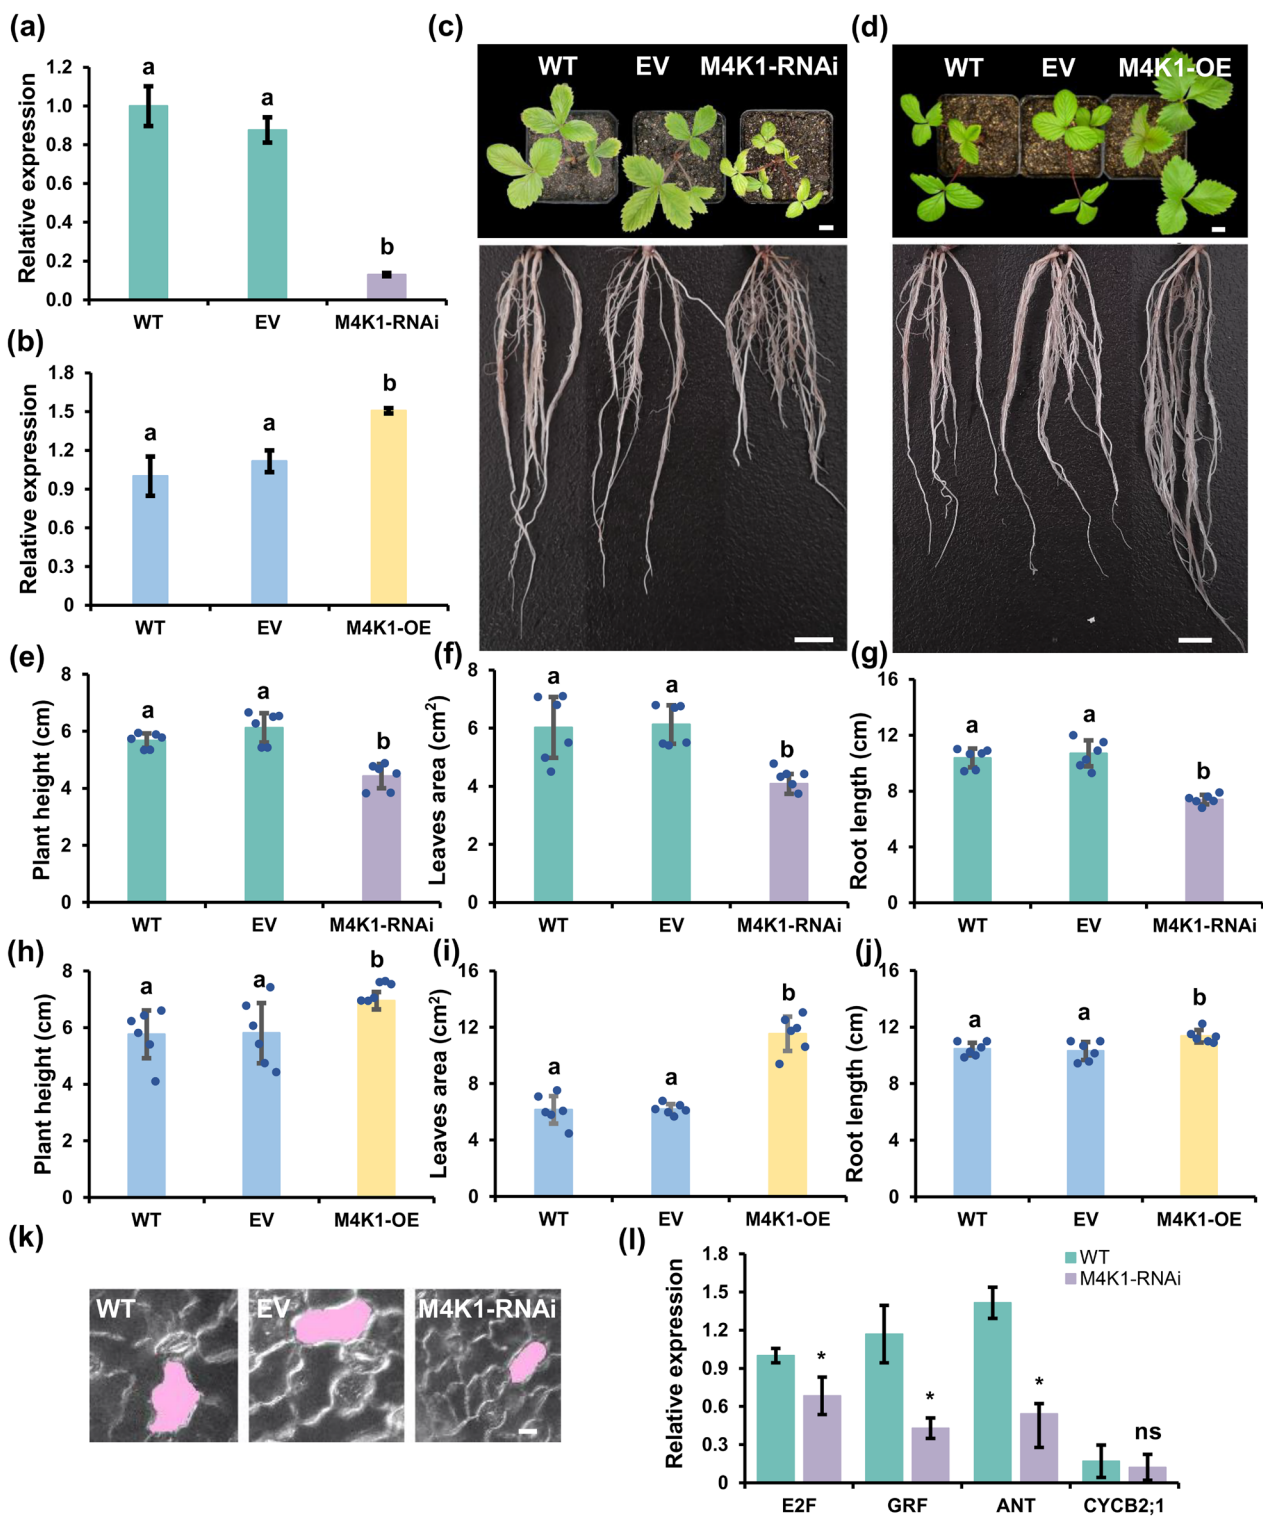 (a)
Relative expression
1.2
1.0
0.8
0.6
0.4
0.2
0.0
a
a
b
WT EV M4K1-RNAi
(b)
Relative expression
1.8
1.5
1.2
0.9
0.6
0.3
0
a
a
b
WT EV M4K1-OE
(c)
WT EV M4K1-RNAi
(d)
WT EV M4K1-OE
(e)
Plant height (cm)
8
6
4
2
0
a
a
b
WT EV M4K1-RNAi
(f)
Leaves area (cm²)
8
6
4
2
0
a
a
b
WT EV M4K1-RNAi
(g)
Root length (cm)
16
12
8
4
0
a
a
b
WT EV M4K1-RNAi
(h)
Plant height (cm)
8
6
4
2
0
a
a
b
WT EV M4K1-OE
(i)
Leaves area (cm²)
16
12
8
4
0
a
a
b
WT EV M4K1-OE
(j)
Root length (cm)
16
12
8
4
0
a
a
b
WT EV M4K1-OE
(k)
WT EV M4K1-RNAi
(l)
Relative expression
1.8
1.5
1.2
0.9
0.6
0.3
0
WT
M4K1-RNAi
*
*
*
ns
E2F GRF ANT CYCB2;1